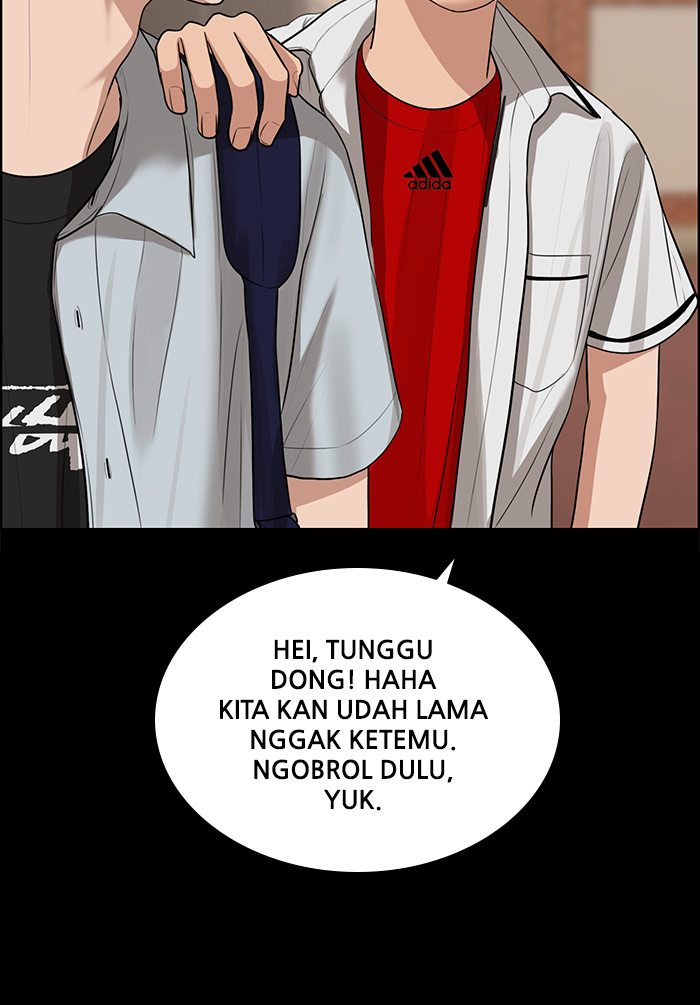 adidas
HEI, TUNGGU
DONG! HAHA
KITA KAN UDAH LAMA
NGGAK KETEMU.
NGOBROL DULU,
YUK.